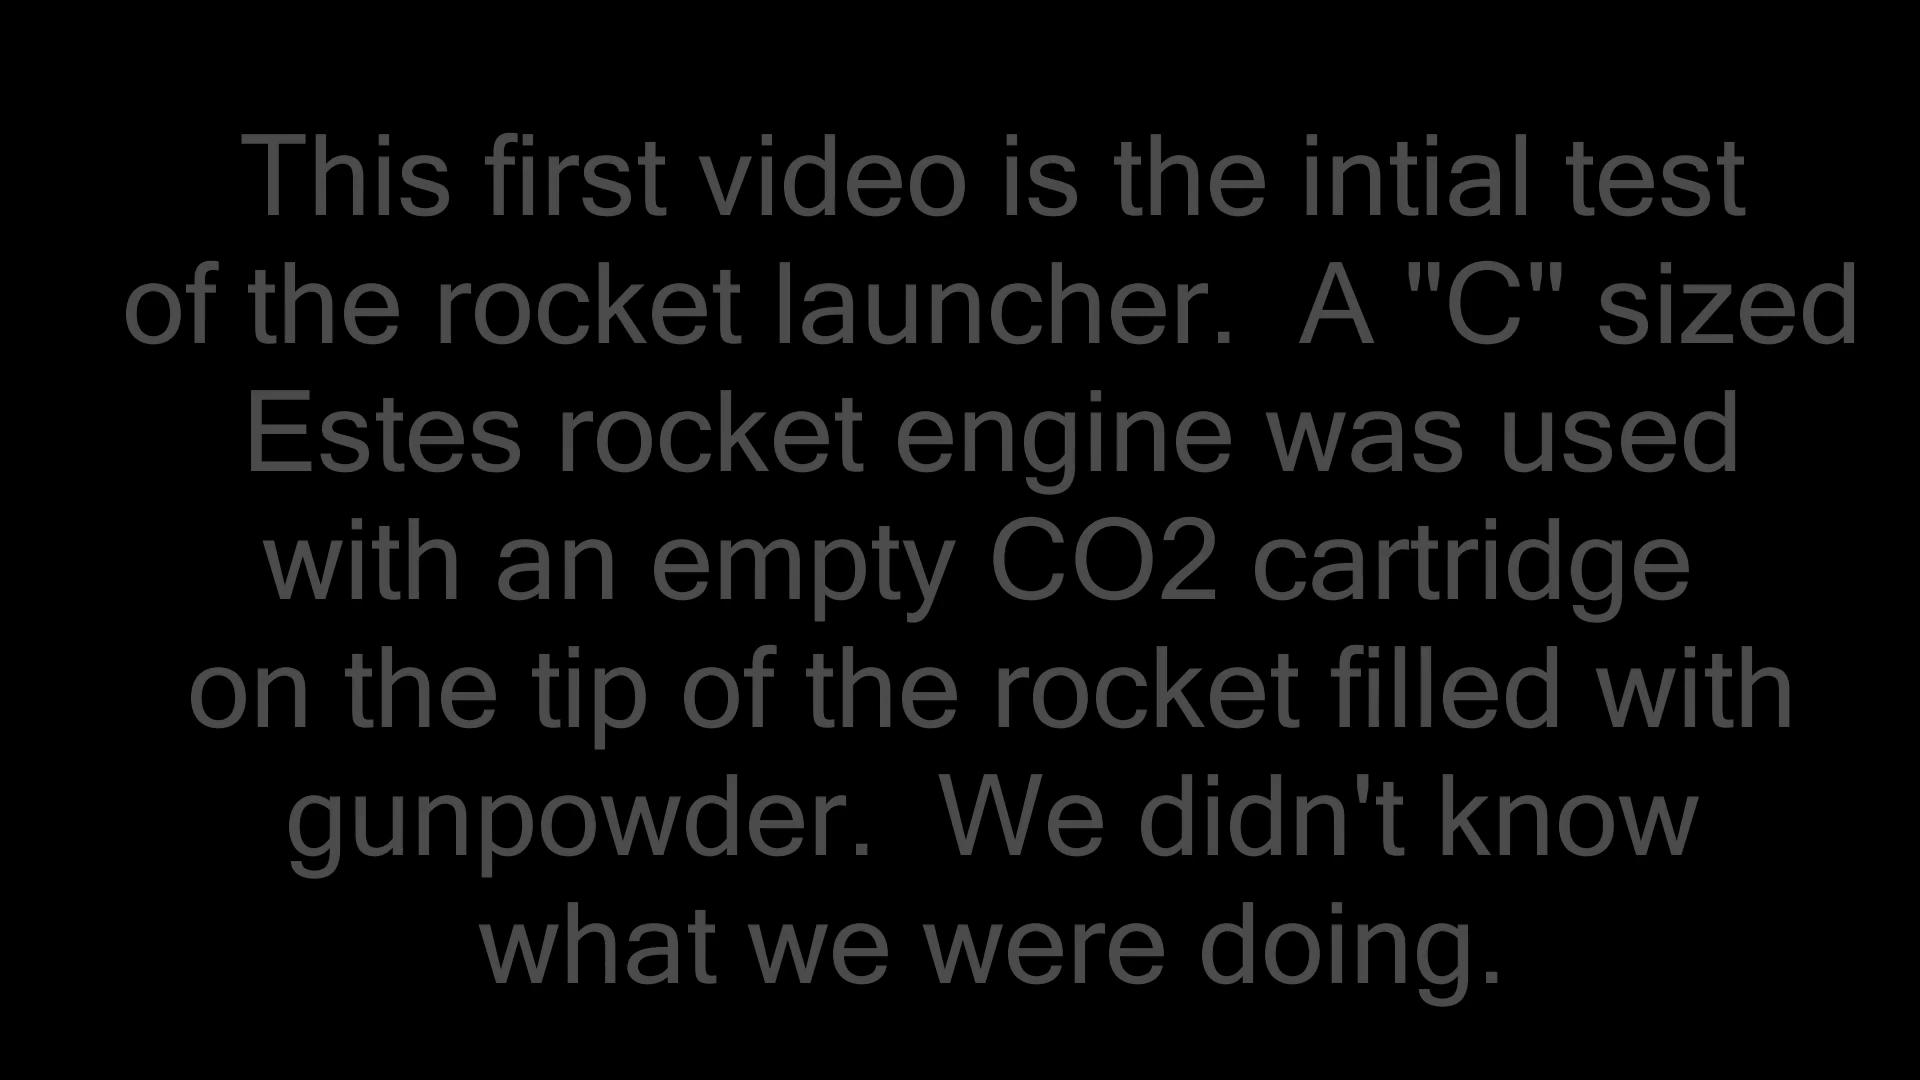 This first video is the intial test
of the rocket launcher.  A "C" sized
Estes rocket engine was used
with an empty CO2 cartridge
on the tip of the rocket filled with
gunpowder.  We didn't know
what we were doing.